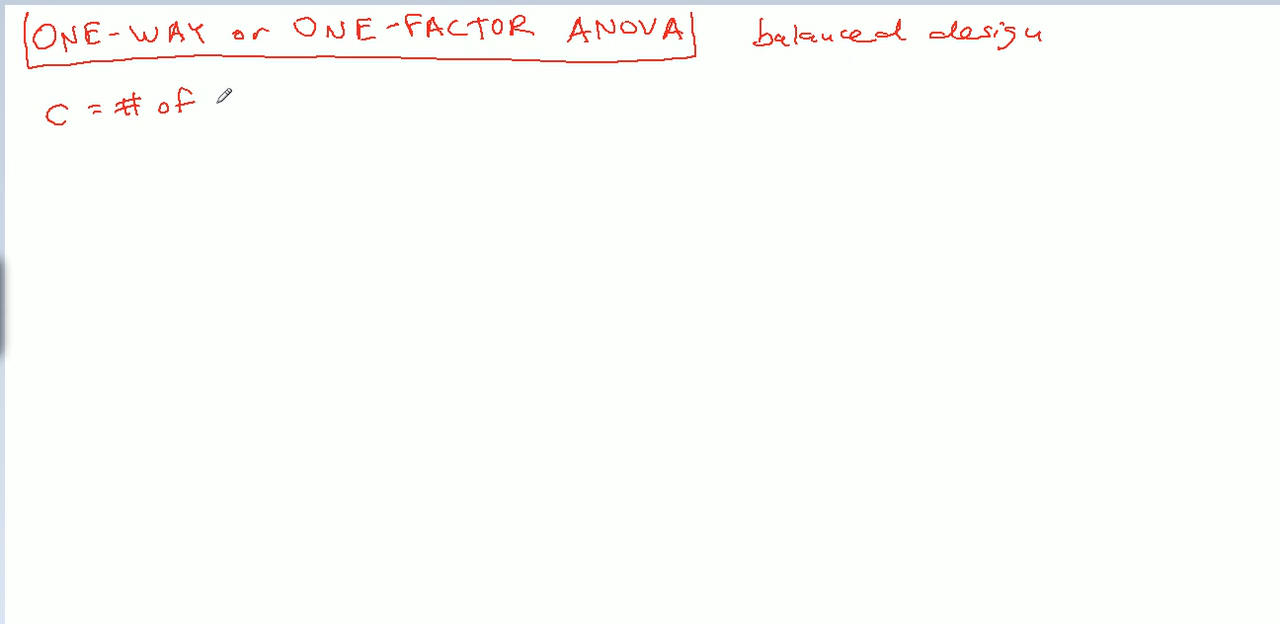 ONE-WAY or ONE-FACTOR ANOVA balanced design
C = # of